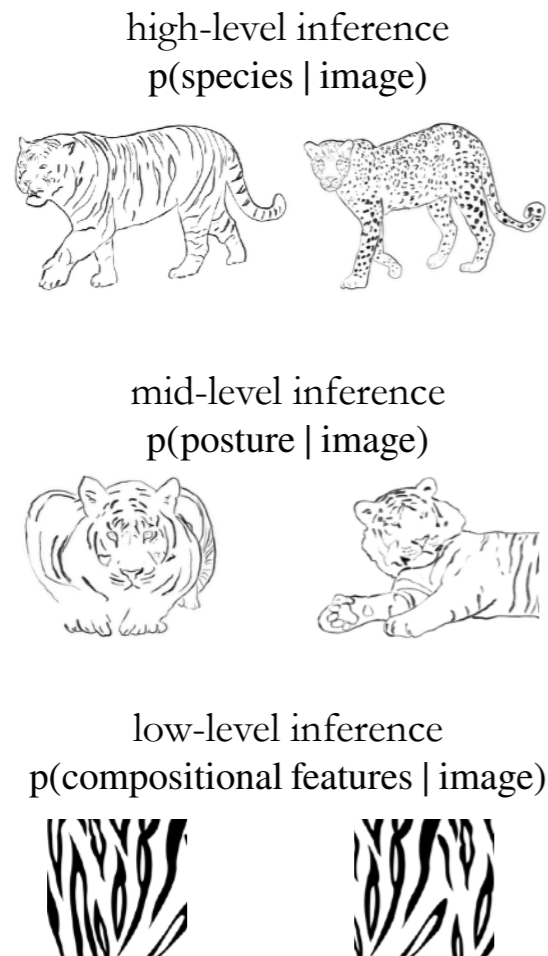 high-level inference
p(species | image)
mid-level inference
p(posture | image)
low-level inference
p(compositional features | image)